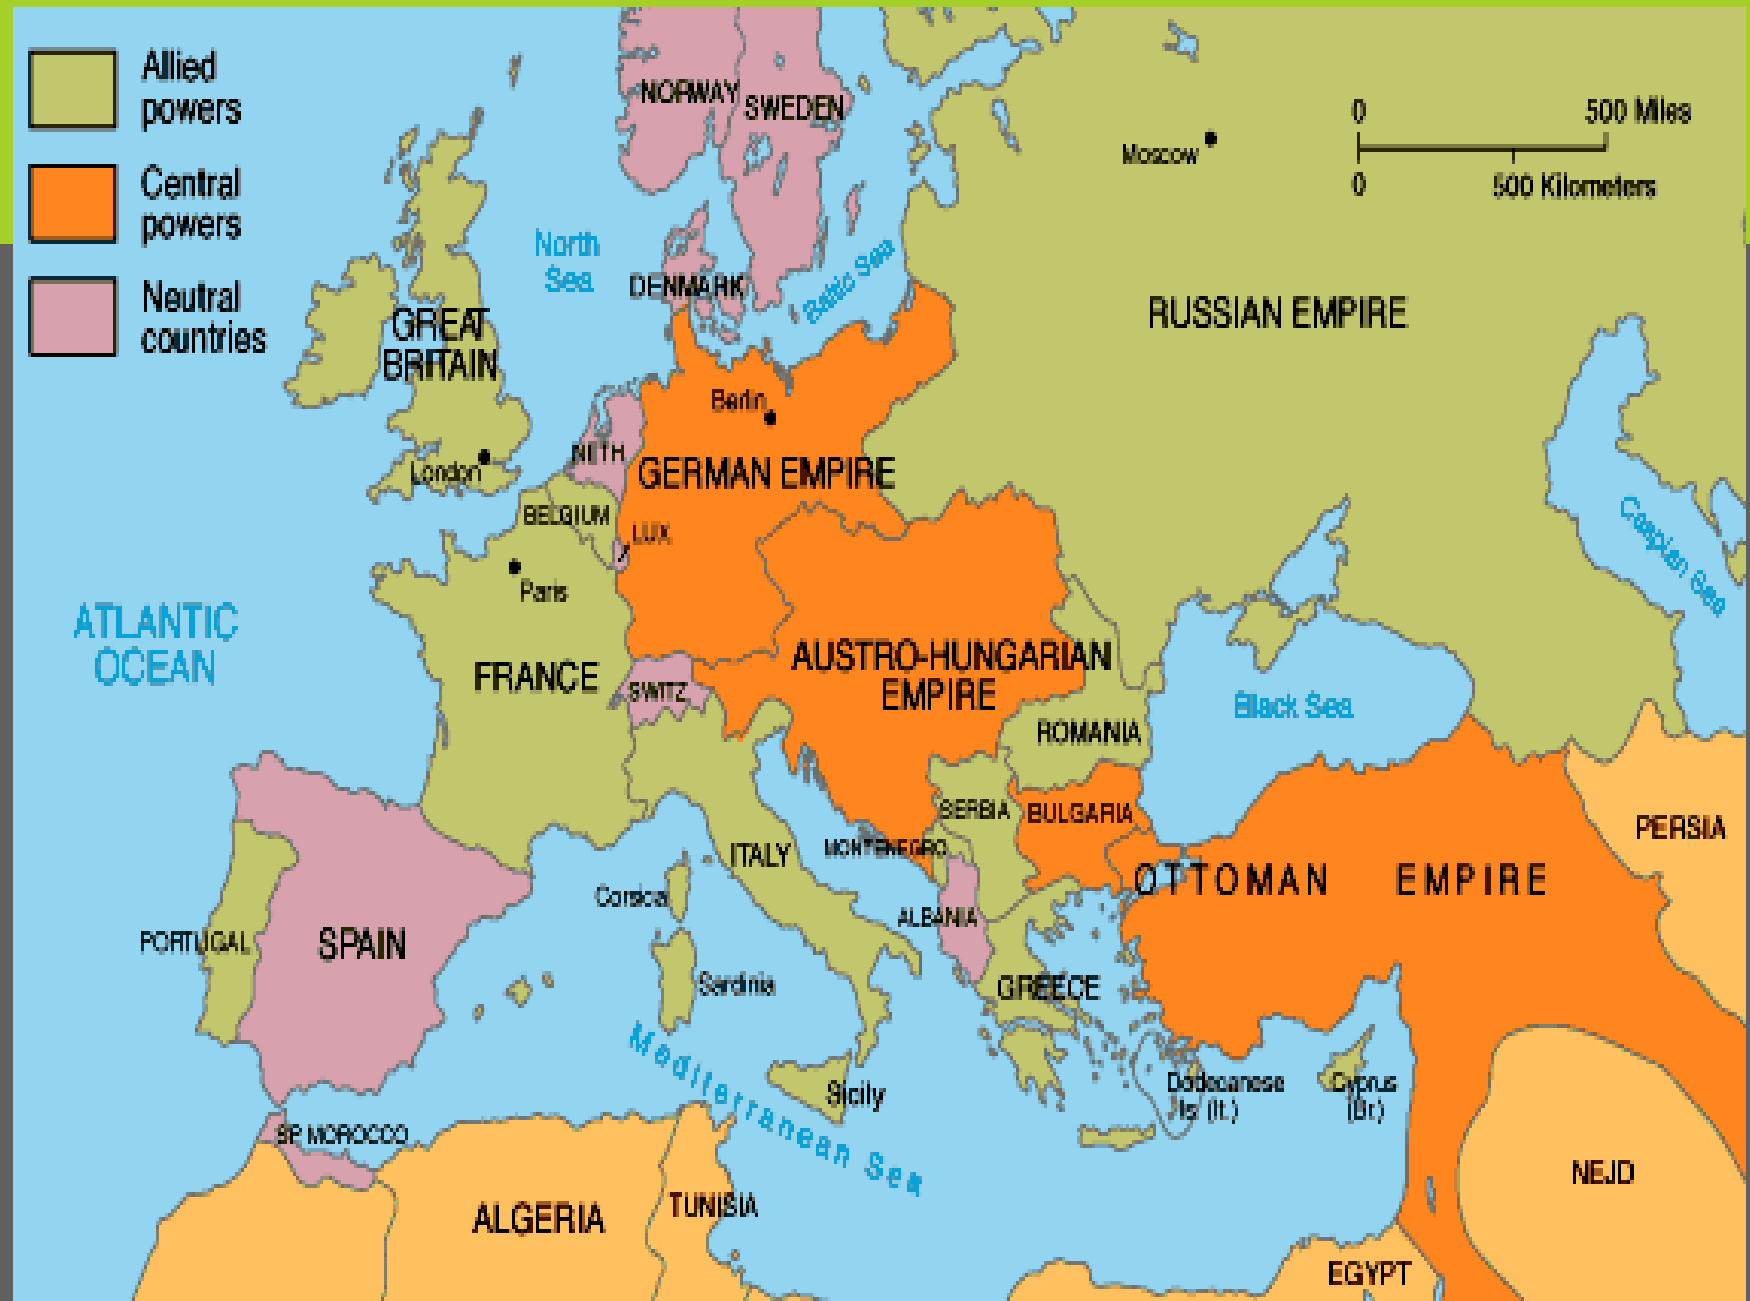 Allied
powers
Central
powers
Neutral
countries
NORWAY
SWEDEN
0 500 Miles
0 500 Kilometers
Moscow
North
Sea
DENMARK
Baltic Sea
RUSSIAN EMPIRE
GREAT
BRITAIN
London
Berlin
NETH
GERMAN EMPIRE
BELGIUM
LUX
Paris
Caspian Sea
ATLANTIC
OCEAN
FRANCE
SWITZ
AUSTRO-HUNGARIAN
EMPIRE
Black Sea
ROMANIA
SERBIA
BULGARIA
MONTENEGRO
ITALY
PERSIA
OTTOMAN EMPIRE
Corsica
ALBANIA
PORTUGAL
SPAIN
Sardinia
GREECE
Mediterranean Sea
Sicily
Dodecanese
Is (It.)
Cyprus
(Br.)
SP MOROCCO
NEJD
ALGERIA
TUNISIA
EGYPT